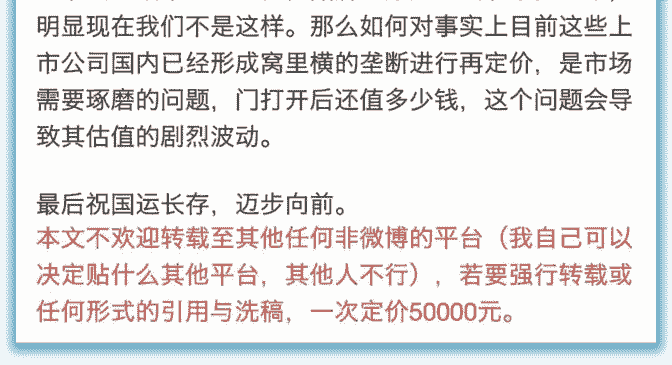 明显现在我们不是这样。那么如何对事实上目前这些上
市公司国内已经形成窝里横的垄断进行再定价，是市场
需要琢磨的问题，门打开后还值多少钱，这个问题会导
致其估值的剧烈波动。
最后祝国运长存，迈步向前。
本文不欢迎转载至其他任何非微博的平台（我自己可以
决定贴什么其他平台，其他人不行），若要强行转载或
任何形式的引用与洗稿，一次定价50000元。